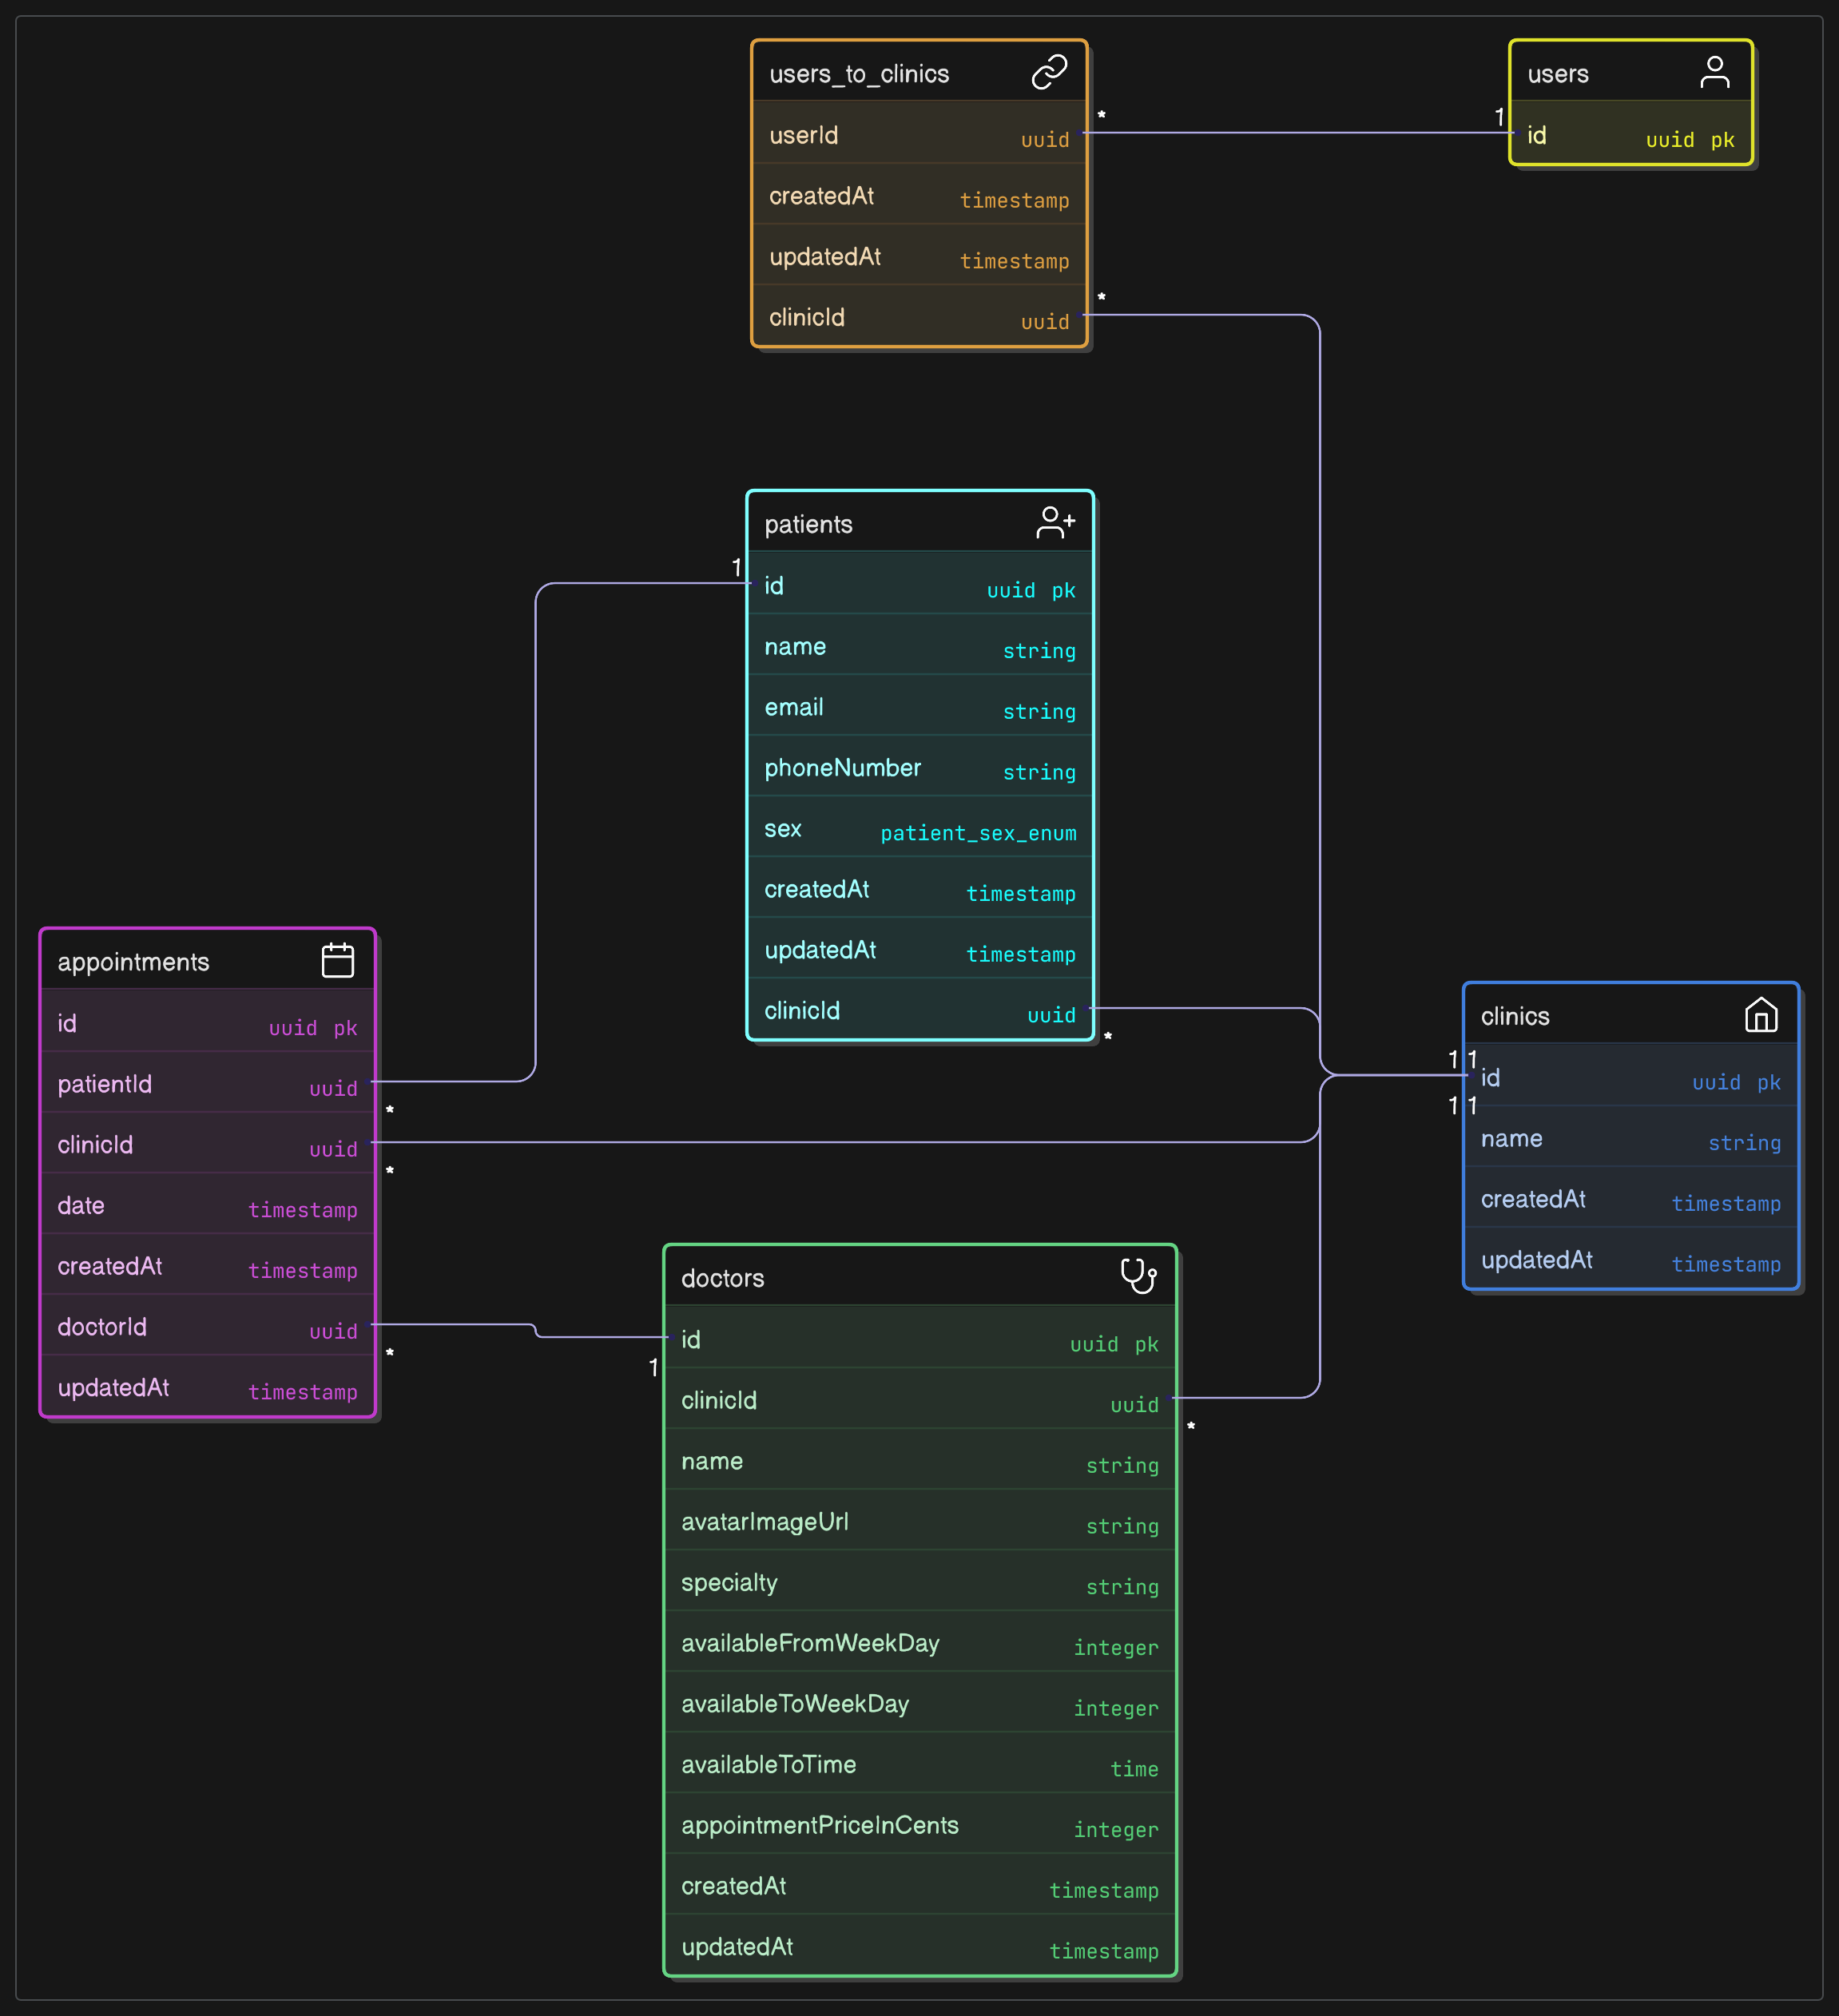 users_to_clinics
userId uuid
createdAt timestamp
updatedAt timestamp
clinicId uuid
*
*
users
id uuid pk
1
patients
id uuid pk
name string
email string
phoneNumber string
sex patient_sex_enum
createdAt timestamp
updatedAt timestamp
clinicId uuid
1
*
appointments
id uuid pk
patientId uuid
clinicId uuid
date timestamp
createdAt timestamp
doctorId uuid
updatedAt timestamp
*
*
*
clinics
id uuid pk
name string
createdAt timestamp
updatedAt timestamp
1 1
1 1
doctors
id uuid pk
clinicId uuid
name string
avatarImageUrl string
specialty string
availableFromWeekDay integer
availableToWeekDay integer
availableToTime time
appointmentPriceInCents integer
createdAt timestamp
updatedAt timestamp
1
*